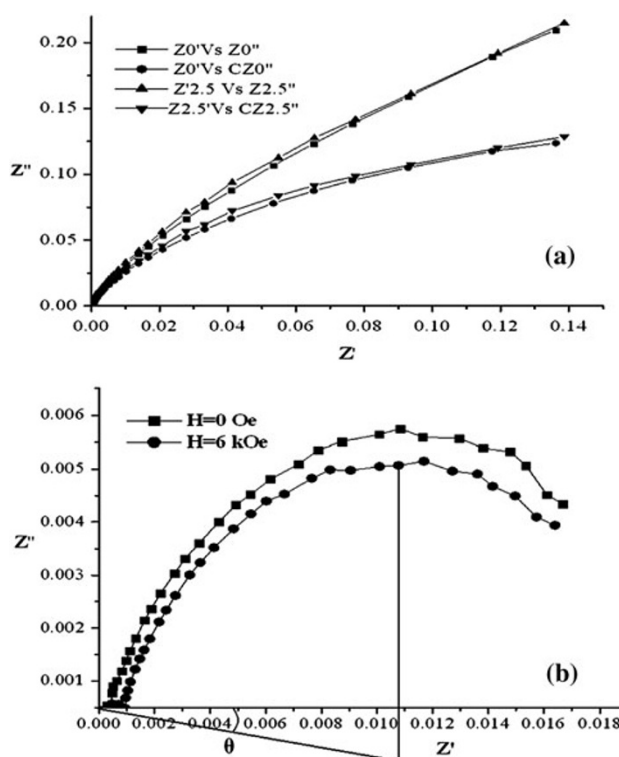 0.20
0.15
0.10
0.05
0.00
Z"
Z0'Vs Z0"
Z0'Vs CZ0"
Z'2.5 Vs Z2.5"
Z2.5'Vs CZ2.5"
(a)
0.00 0.02 0.04 0.06 0.08 0.10 0.12 0.14
Z'
0.006
0.005
0.004
0.003
0.002
0.001
Z"
H=0 Oe
H=6 kOe
(b)
0.000 0.002 0.004 0.006 0.008 0.010 0.012 0.014 0.016 0.018
θ
Z'